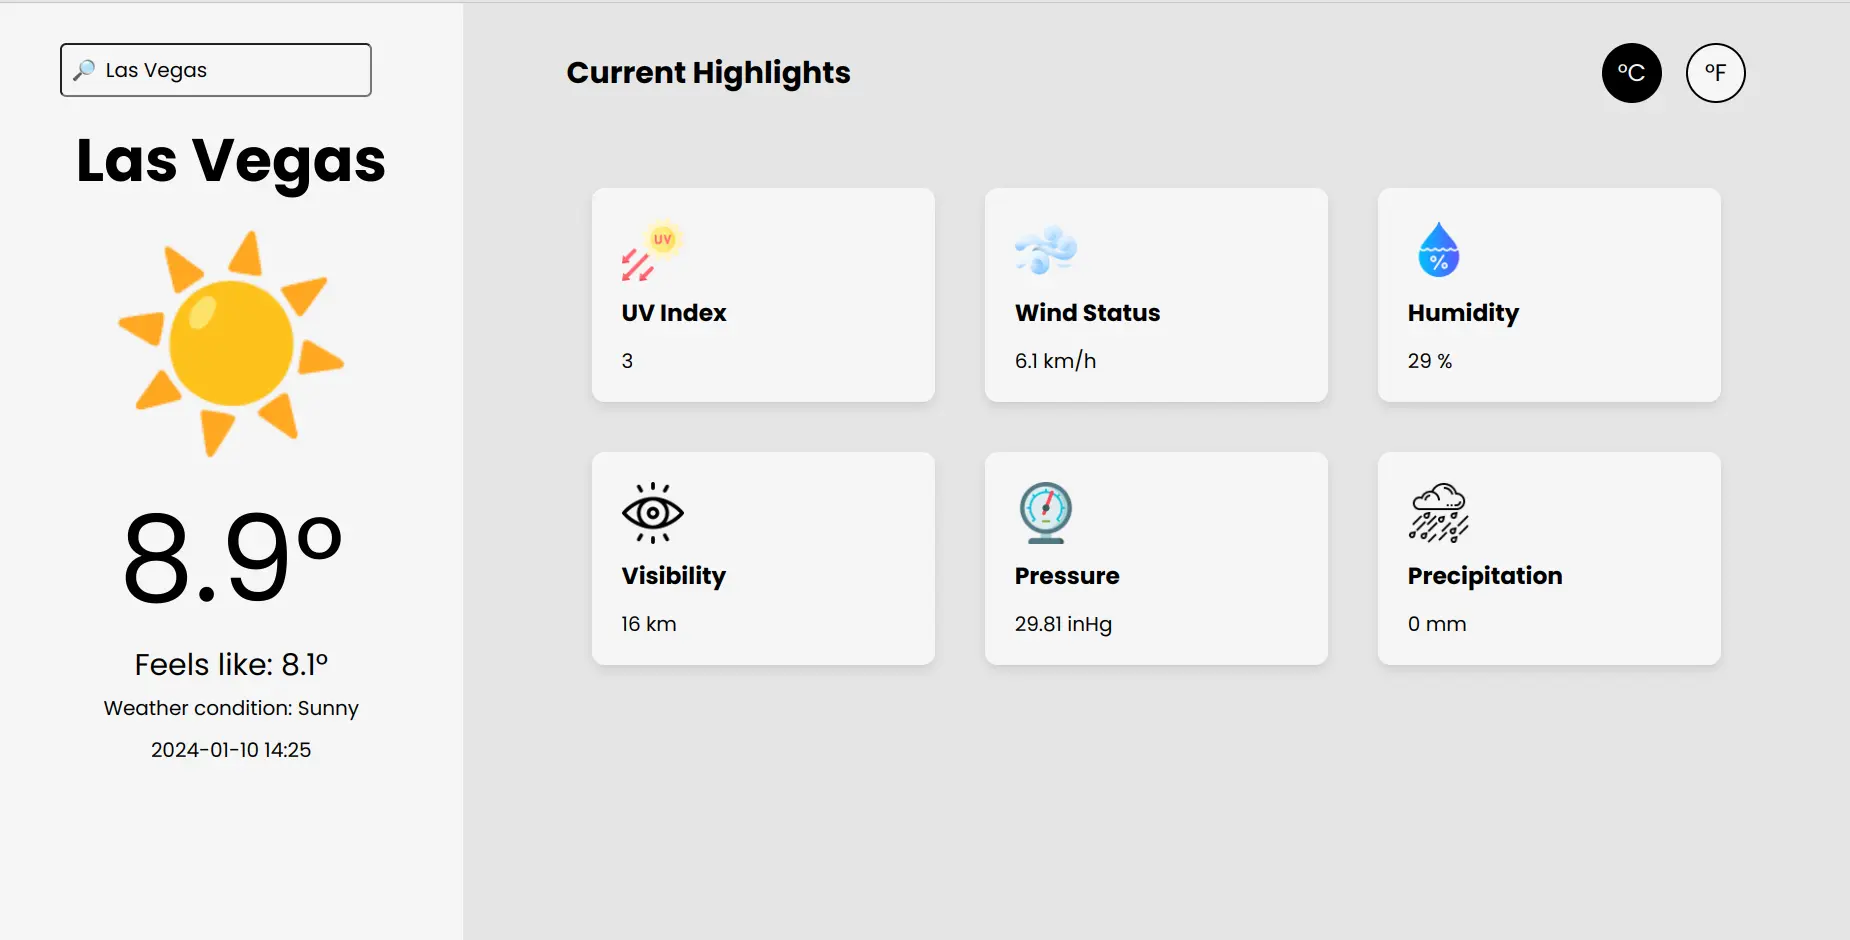 Las Vegas
Las Vegas
8.9°
Feels like: 8.1°
Weather condition: Sunny
2024-01-10 14:25
Current Highlights
°C
°F
UV
UV Index
3
Wind Status
6.1 km/h
%
Humidity
29 %
Visibility
16 km
Pressure
29.81 inHg
Precipitation
0 mm